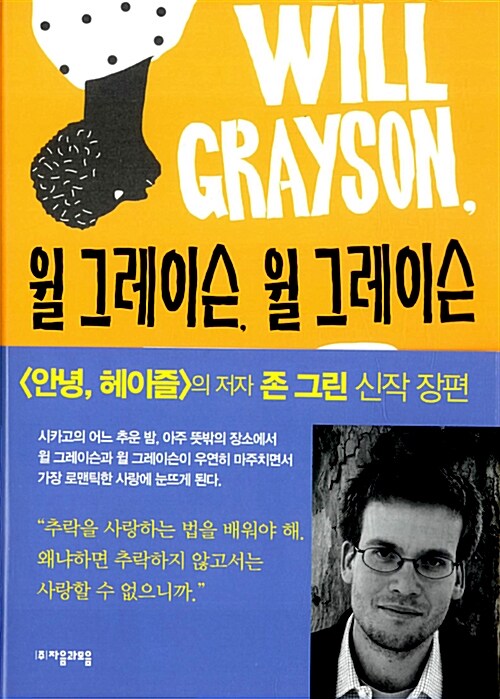 WILL
GRAYSON,
윌 그레이슨, 윌 그레이슨
<안녕, 헤이즐>의 저자 존 그린 신작 장편
시카고의 어느 추운 밤, 아주 뜻밖의 장소에서
윌 그레이슨과 윌 그레이슨이 우연히 마주치면서
가장 로맨틱한 사랑에 눈뜨게 된다.
“추락을 사랑하는 법을 배워야 해.
왜냐하면 추락하지 않고서는
사랑할 수 없으니까.”
(주)자음과모음